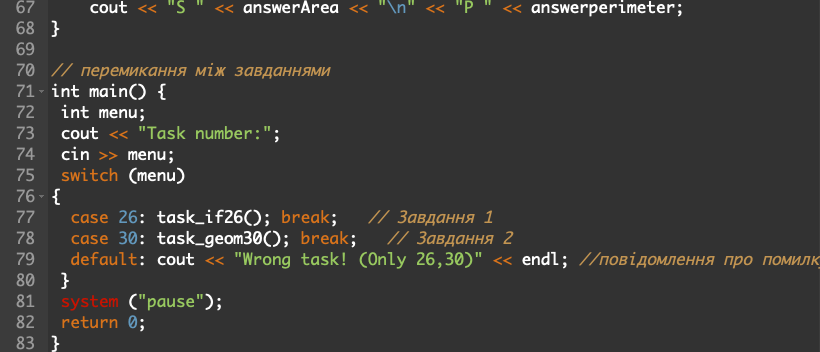 67 cout << "S " << answerArea << "\n" << "P " << answerperimeter;
68 }
69
70 // перемикання між завданнями
71 int main() {
72 int menu;
73 cout << "Task number:";
74 cin >> menu;
75 switch (menu)
76 {
77 case 26: task_if26(); break; // Завдання 1
78 case 30: task_geom30(); break; // Завдання 2
79 default: cout << "Wrong task! (Only 26,30)" << endl; //повідомлення про
80 }
81 system ("pause");
82 return 0;
83 }